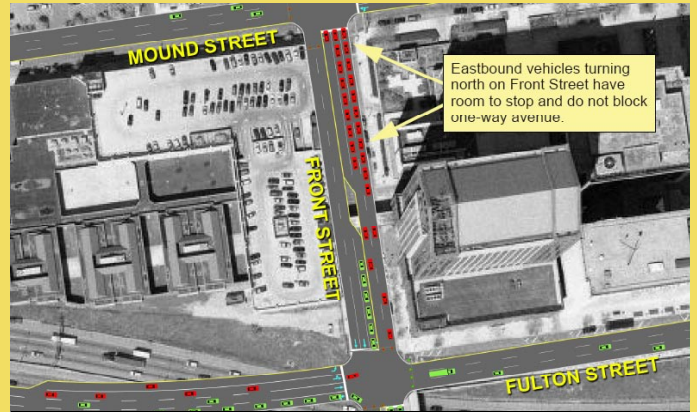 MOUND STREET
Eastbound vehicles turning
north on Front Street have
room to stop and do not block
one-way avenue.
FRONT STREET
FULTON STREET